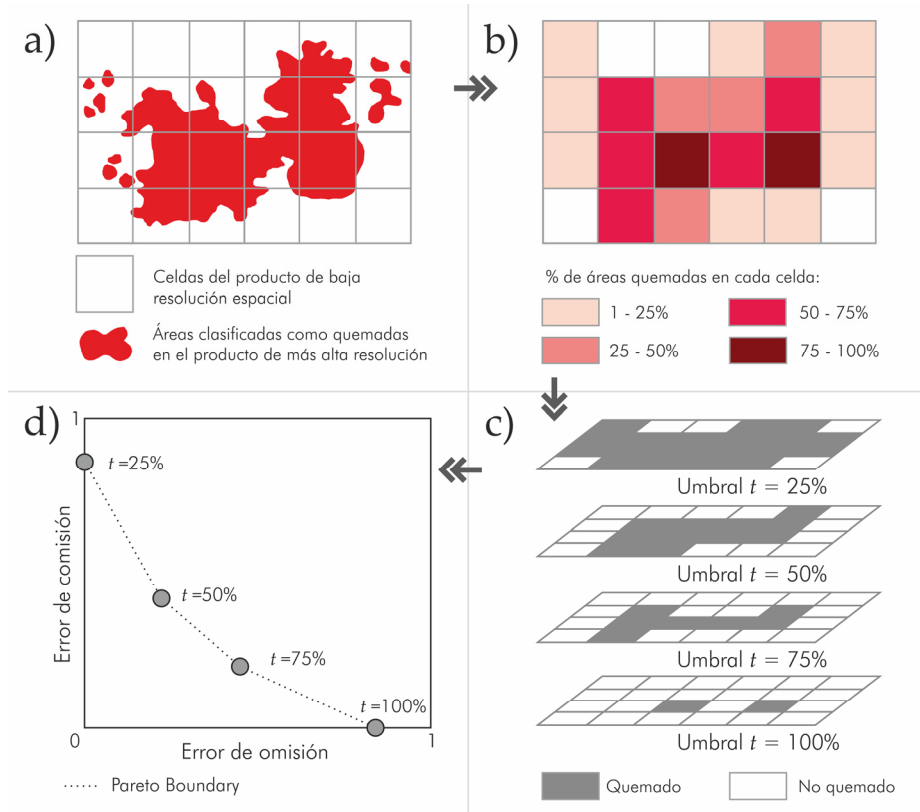 a)
Celdas del producto de baja
resolución espacial
Áreas clasificadas como quemadas
en el producto de más alta resolución
b)
% de áreas quemadas en cada celda:
1 - 25%
50 - 75%
25 - 50%
75 - 100%
c)
Umbral t = 25%
Umbral t = 50%
Umbral t = 75%
Umbral t = 100%
Quemado
No quemado
d)
1
Error de comisión
t =25%
t =50%
t =75%
t =100%
0
Error de omisión
1
Pareto Boundary